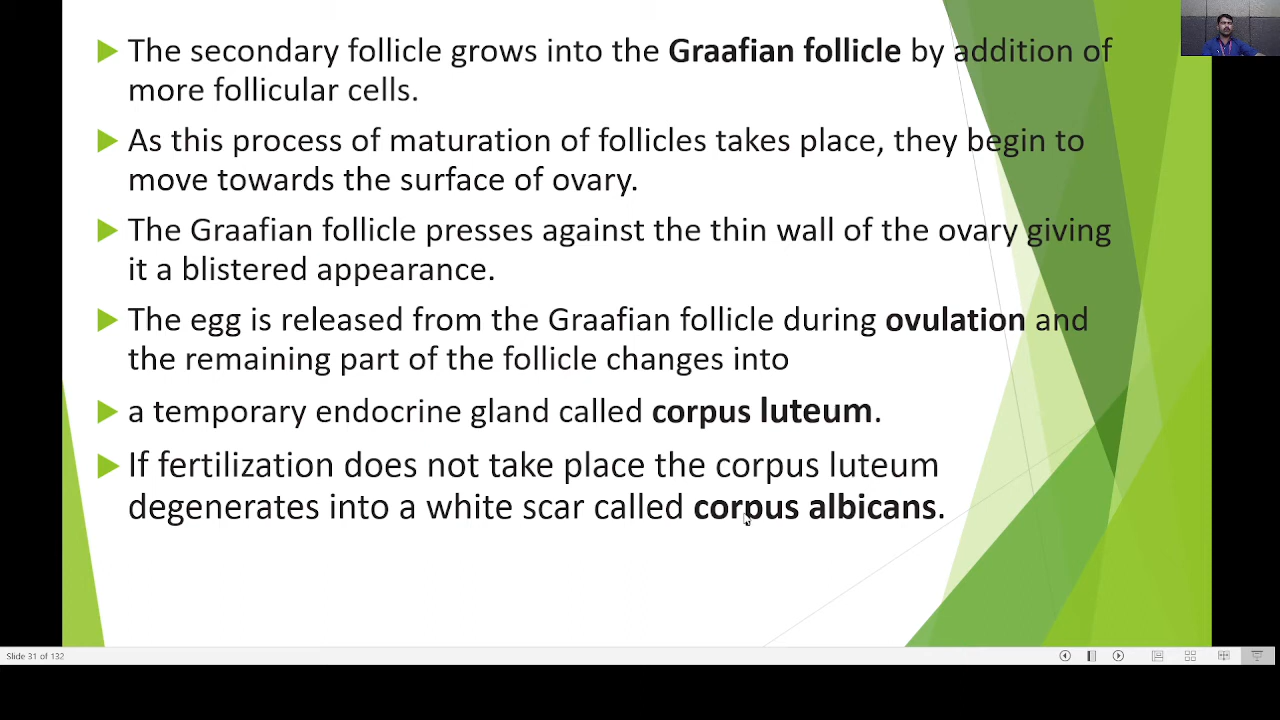 The secondary follicle grows into the Graafian follicle by addition of
more follicular cells.
As this process of maturation of follicles takes place, they begin to
move towards the surface of ovary.
The Graafian follicle presses against the thin wall of the ovary giving
it a blistered appearance.
The egg is released from the Graafian follicle during ovulation and
the remaining part of the follicle changes into
a temporary endocrine gland called corpus luteum.
If fertilization does not take place the corpus luteum
degenerates into a white scar called corpus albicans.
Slide 31 of 132